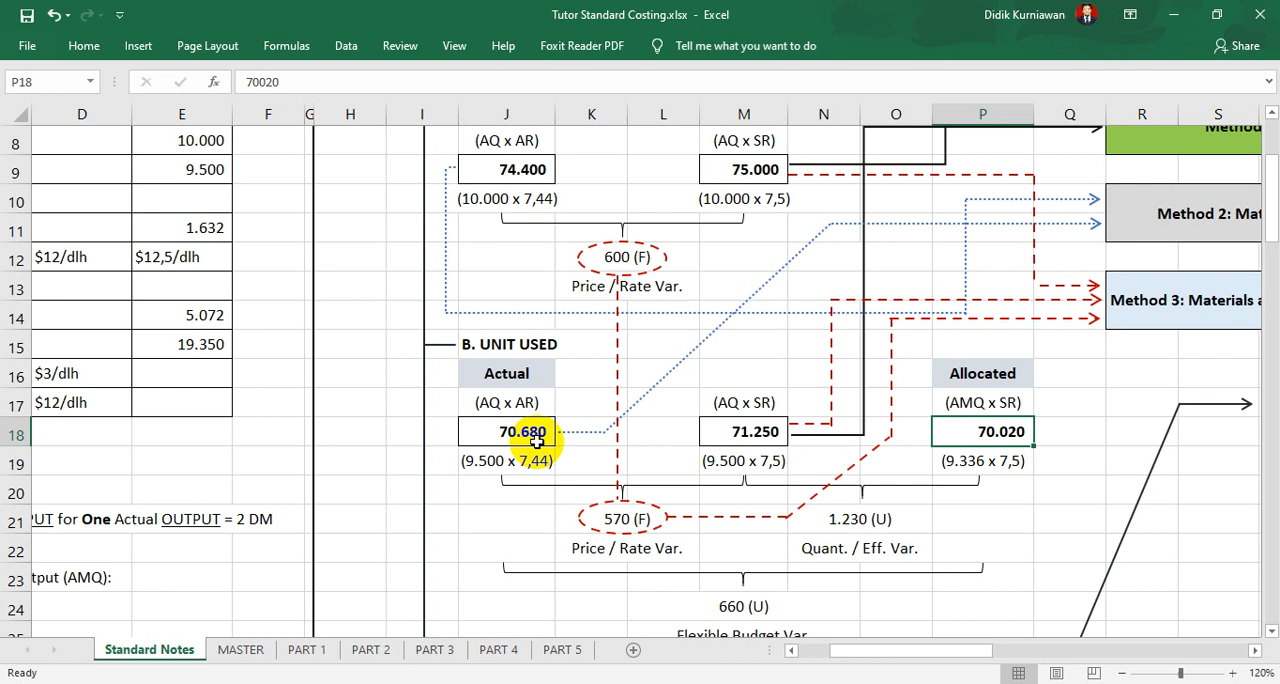 Tutor Standard Costing.xlsx - Excel
Didik Kurniawan
File Home Insert Page Layout Formulas Data Review View Help Foxit Reader PDF Tell me what you want to do Share
P18 fx 70020
D E F G H I J K L M N O P Q R S
8 10.000 (AQ x AR) (AQ x SR)
9 9.500 74.400 75.000
10 (10.000 x 7,44) (10.000 x 7,5) Method 2: Mat
11 1.632
12 $12/dlh $12,5/dlh 600 (F)
13 Price / Rate Var. Method 3: Materials a
14 5.072
15 19.350 B. UNIT USED
16 $3/dlh Actual Allocated
17 $12/dlh (AQ x AR) (AQ x SR) (AMQ x SR)
18 70.680 71.250 70.020
19 (9.500 x 7,44) (9.500 x 7,5) (9.336 x 7,5)
20
21 PUT for One Actual OUTPUT = 2 DM 570 (F) 1.230 (U)
22 Price / Rate Var. Quant. / Eff. Var.
23 tput (AMQ):
24 660 (U)
Flexible Budget Var.
Standard Notes MASTER PART 1 PART 2 PART 3 PART 4 PART 5
Ready 120%